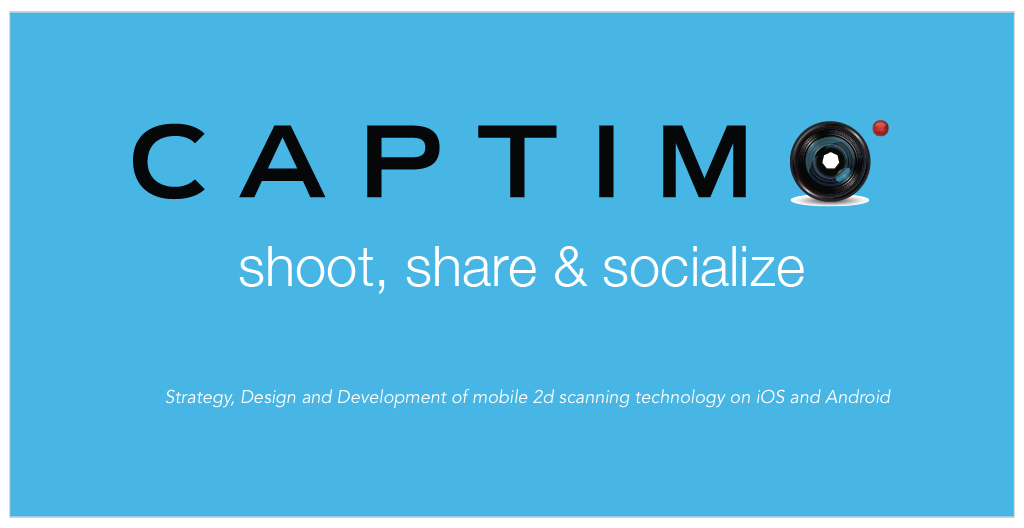 CAPTIMO
shoot, share & socialize
Strategy, Design and Development of mobile 2d scanning technology on iOS and Android